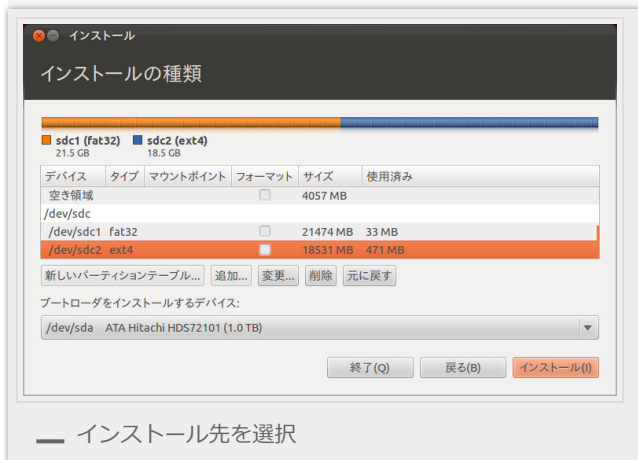 インストール
インストールの種類
sdc1 (fat32) sdc2 (ext4)
21.5 GB 18.5 GB
デバイス タイプ マウントポイント フォーマット サイズ 使用済み
空き領域 4057 MB
/dev/sdc
/dev/sdc1 fat32 21474 MB 33 MB
/dev/sdc2 ext4 18531 MB 471 MB
新しいパーティションテーブル... 追加... 変更... 削除 元に戻す
ブートローダをインストールするデバイス:
/dev/sda ATA Hitachi HDS72101 (1.0 TB)
終了(Q) 戻る(B) インストール(I)
インストール先を選択